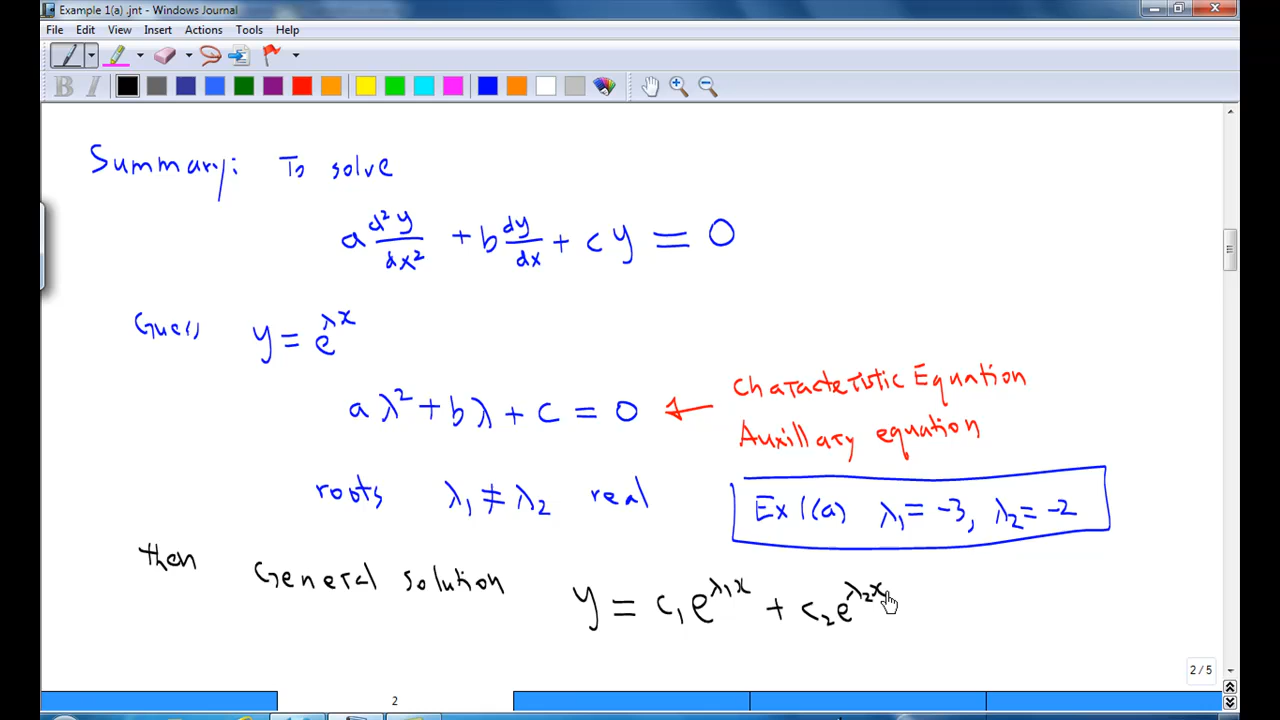 Example 1(a) .jnt - Windows Journal
File Edit View Insert Actions Tools Help
B I
Summary: To solve
a d²y/dx² + b dy/dx + cy = 0
Guess y = e^{λx}
aλ² + bλ + c = 0 ← Characteristic Equation
Auxillary equation
roots λ₁ ≠ λ₂ real
Ex 1(a) λ₁ = -3, λ₂ = -2
then General solution y = c₁e^{λ₁x} + c₂e^{λ₂x}
2 / 5
2